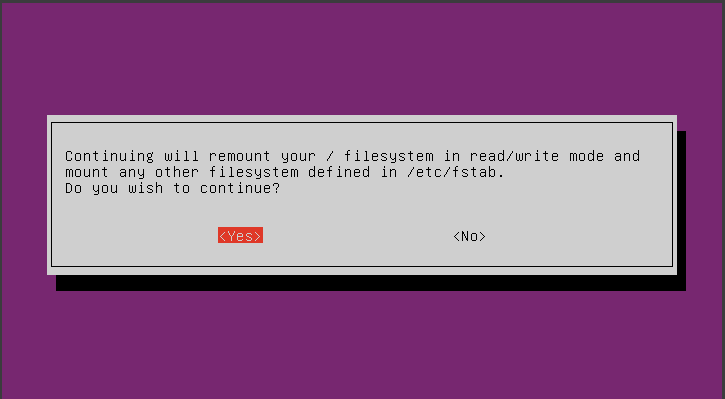 Continuing will remount your / filesystem in read/write mode and
mount any other filesystem defined in /etc/fstab.
Do you wish to continue?
<Yes> <No>